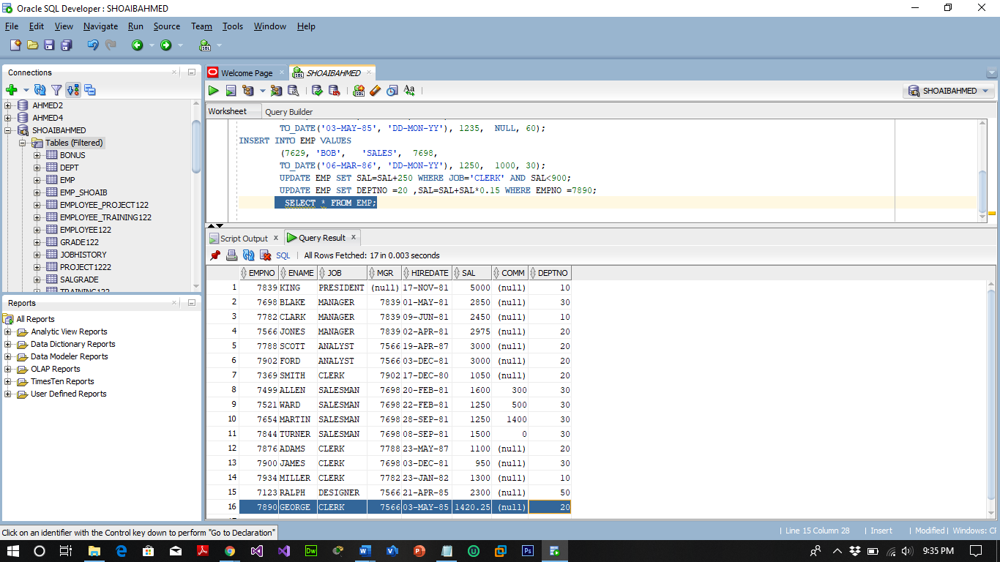 Oracle SQL Developer : SHOAIBAHMED
File Edit View Navigate Run Source Team Tools Window Help
Connections
AHMED2
AHMED4
SHOAIBAHMED
Tables (Filtered)
BONUS
DEPT
EMP
EMP_SHOAIB
EMPLOYEE_PROJECT122
EMPLOYEE_TRAINING122
EMPLOYEE122
GRADE122
JOBHISTORY
PROJECT1222
SALGRADE
TRAINING122
Reports
All Reports
Analytic View Reports
Data Dictionary Reports
Data Modeler Reports
OLAP Reports
TimesTen Reports
User Defined Reports
Welcome Page SHOAIBAHMED
SHOAIBAHMED
Worksheet Query Builder
TO_DATE('03-MAY-85', 'DD-MON-YY'), 1235, NULL, 60);
INSERT INTO EMP VALUES
(7629, 'BOB', 'SALES', 7698,
TO_DATE('06-MAR-86', 'DD-MON-YY'), 1250, 1000, 30);
UPDATE EMP SET SAL=SAL+250 WHERE JOB='CLERK' AND SAL<900;
UPDATE EMP SET DEPTNO =20 ,SAL=SAL+SAL*0.15 WHERE EMPNO =7890;
SELECT * FROM EMP;
Script Output x Query Result x
SQL | All Rows Fetched: 17 in 0.003 seconds
EMPNO ENAME JOB MGR HIREDATE SAL COMM DEPTNO
1 7839 KING PRESIDENT (null) 17-NOV-81 5000 (null) 10
2 7698 BLAKE MANAGER 7839 01-MAY-81 2850 (null) 30
3 7782 CLARK MANAGER 7839 09-JUN-81 2450 (null) 10
4 7566 JONES MANAGER 7839 02-APR-81 2975 (null) 20
5 7788 SCOTT ANALYST 7566 19-APR-87 3000 (null) 20
6 7902 FORD ANALYST 7566 03-DEC-81 3000 (null) 20
7 7369 SMITH CLERK 7902 17-DEC-80 1050 (null) 20
8 7499 ALLEN SALESMAN 7698 20-FEB-81 1600 300 30
9 7521 WARD SALESMAN 7698 22-FEB-81 1250 500 30
10 7654 MARTIN SALESMAN 7698 28-SEP-81 1250 1400 30
11 7844 TURNER SALESMAN 7698 08-SEP-81 1500 0 30
12 7876 ADAMS CLERK 7788 23-MAY-87 1100 (null) 20
13 7900 JAMES CLERK 7698 03-DEC-81 950 (null) 30
14 7934 MILLER CLERK 7782 23-JAN-82 1300 (null) 10
15 7123 RALPH DESIGNER 7566 21-APR-85 2300 (null) 50
16 7890 GEORGE CLERK 7566 03-MAY-85 1420.25 (null) 20
Click on an identifier with the Control key down to perform "Go to Declaration"
| Line 15 Column 28 | Insert | Modified | Windows: CF
9:35 PM